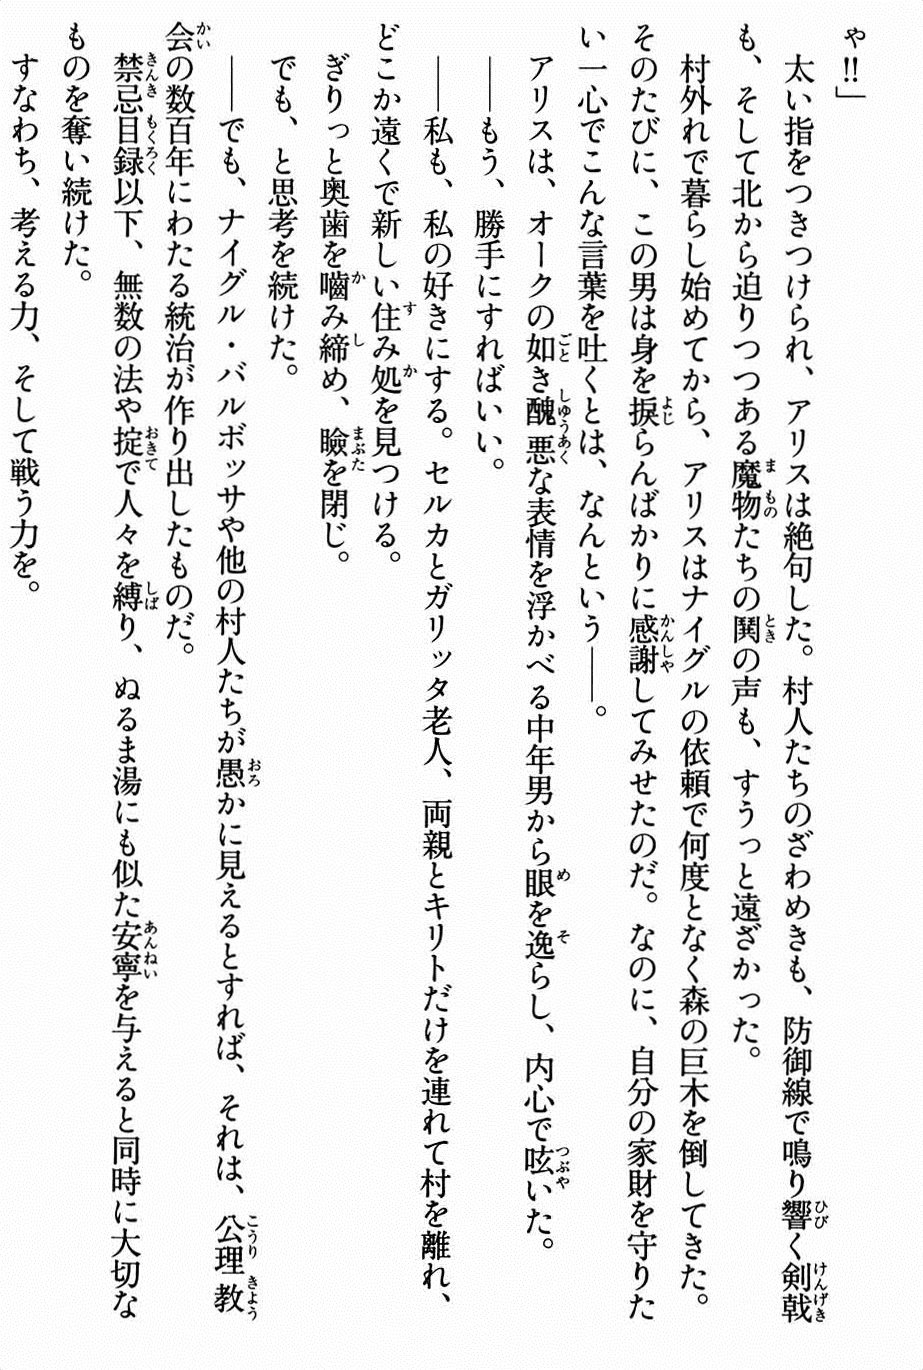 ゃ!!」
　太い指をつきつけられ、アリスは絶句した。村人たちのざわめきも、防御線で鳴り響く剣戟
も、そして北から迫りつつある魔物たちの鬨の声も、すうっと遠ざかった。
　村外れで暮らし始めてから、アリスはナイグルの依頼で何度となく森の巨木を倒してきた。
そのたびに、この男は身を捩らんばかりに感謝してみせたのだ。なのに、自分の家財を守りた
い一心でこんな言葉を吐くとは、なんという――。
　アリスは、オークの如き醜悪な表情を浮かべる中年男から眼を逸らし、内心で呟いた。
　――もう、勝手にすればいい。
　――私も、私の好きにする。セルカとガリッタ老人、両親とキリトだけを連れて村を離れ、
どこか遠くで新しい住み処を見つける。
　ぎりっと奥歯を嚙み締め、瞼を閉じ。
　でも、と思考を続けた。
　――でも、ナイグル・バルボッサや他の村人たちが愚かに見えるとすれば、それは、公理教
会の数百年にわたる統治が作り出したものだ。
　禁忌目録以下、無数の法や掟で人々を縛り、ぬるま湯にも似た安寧を与えると同時に大切な
ものを奪い続けた。
　すなわち、考える力、そして戦う力を。